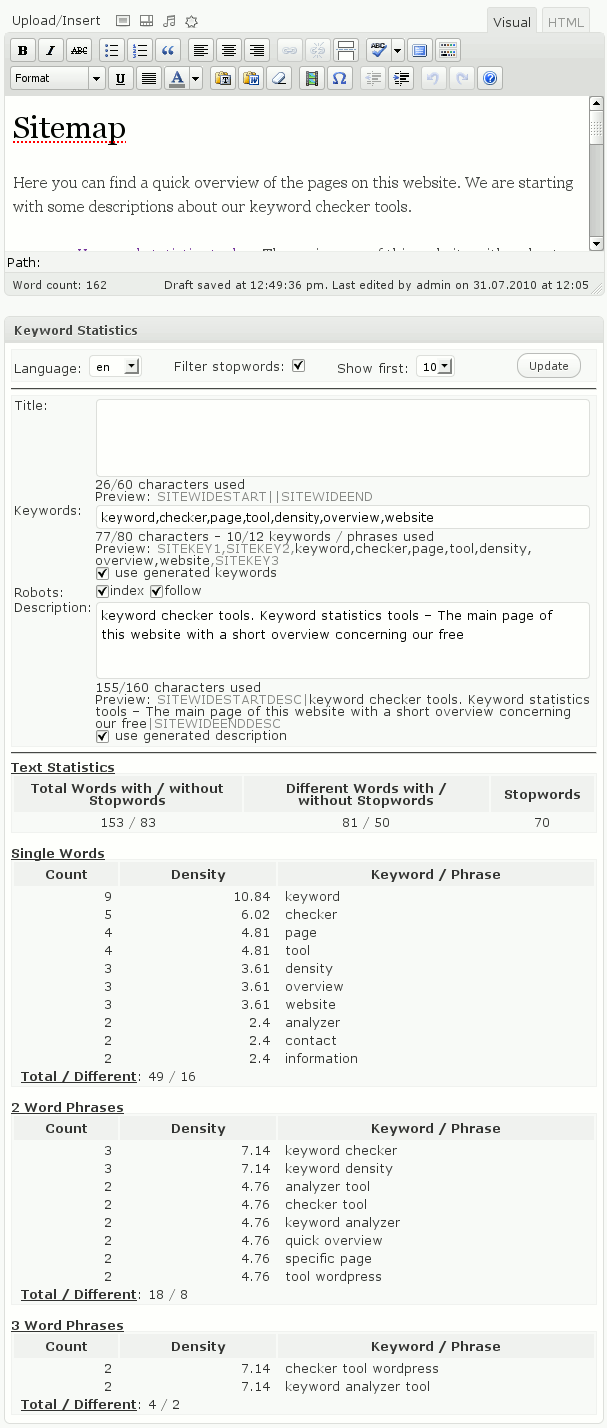 Upload/Insert
Visual HTML
B I ABC ABC
Format U A T W Ω ?
Sitemap
Here you can find a quick overview of the pages on this website. We are starting
with some descriptions about our keyword checker tools.
Path:
Word count: 162 Draft saved at 12:49:36 pm. Last edited by admin on 31.07.2010 at 12:05
Keyword Statistics
Language: en Filter stopwords: Show first: 10 Update
Title:
26/60 characters used
Preview: SITEWIDESTART||SITEWIDEEND
Keywords: keyword,checker,page,tool,density,overview,website
77/80 characters - 10/12 keywords / phrases used
Preview: SITEKEY1,SITEKEY2,keyword,checker,page,tool,density,
overview,website,SITEKEY3
use generated keywords
Robots: index follow
Description: keyword checker tools. Keyword statistics tools - The main page of
this website with a short overview concerning our free
155/160 characters used
Preview: SITEWIDESTARTDESC|keyword checker tools. Keyword statistics
tools - The main page of this website with a short overview concerning
our free|SITEWIDEENDDESC
use generated description
Text Statistics
Total Words with / without Stopwords Different Words with / without Stopwords Stopwords
153 / 83 81 / 50 70
Single Words
Count Density Keyword / Phrase
9 10.84 keyword
5 6.02 checker
4 4.81 page
4 4.81 tool
3 3.61 density
3 3.61 overview
3 3.61 website
2 2.4 analyzer
2 2.4 contact
2 2.4 information
Total / Different: 49 / 16
2 Word Phrases
Count Density Keyword / Phrase
3 7.14 keyword checker
3 7.14 keyword density
2 4.76 analyzer tool
2 4.76 checker tool
2 4.76 keyword analyzer
2 4.76 quick overview
2 4.76 specific page
2 4.76 tool wordpress
Total / Different: 18 / 8
3 Word Phrases
Count Density Keyword / Phrase
2 7.14 checker tool wordpress
2 7.14 keyword analyzer tool
Total / Different: 4 / 2